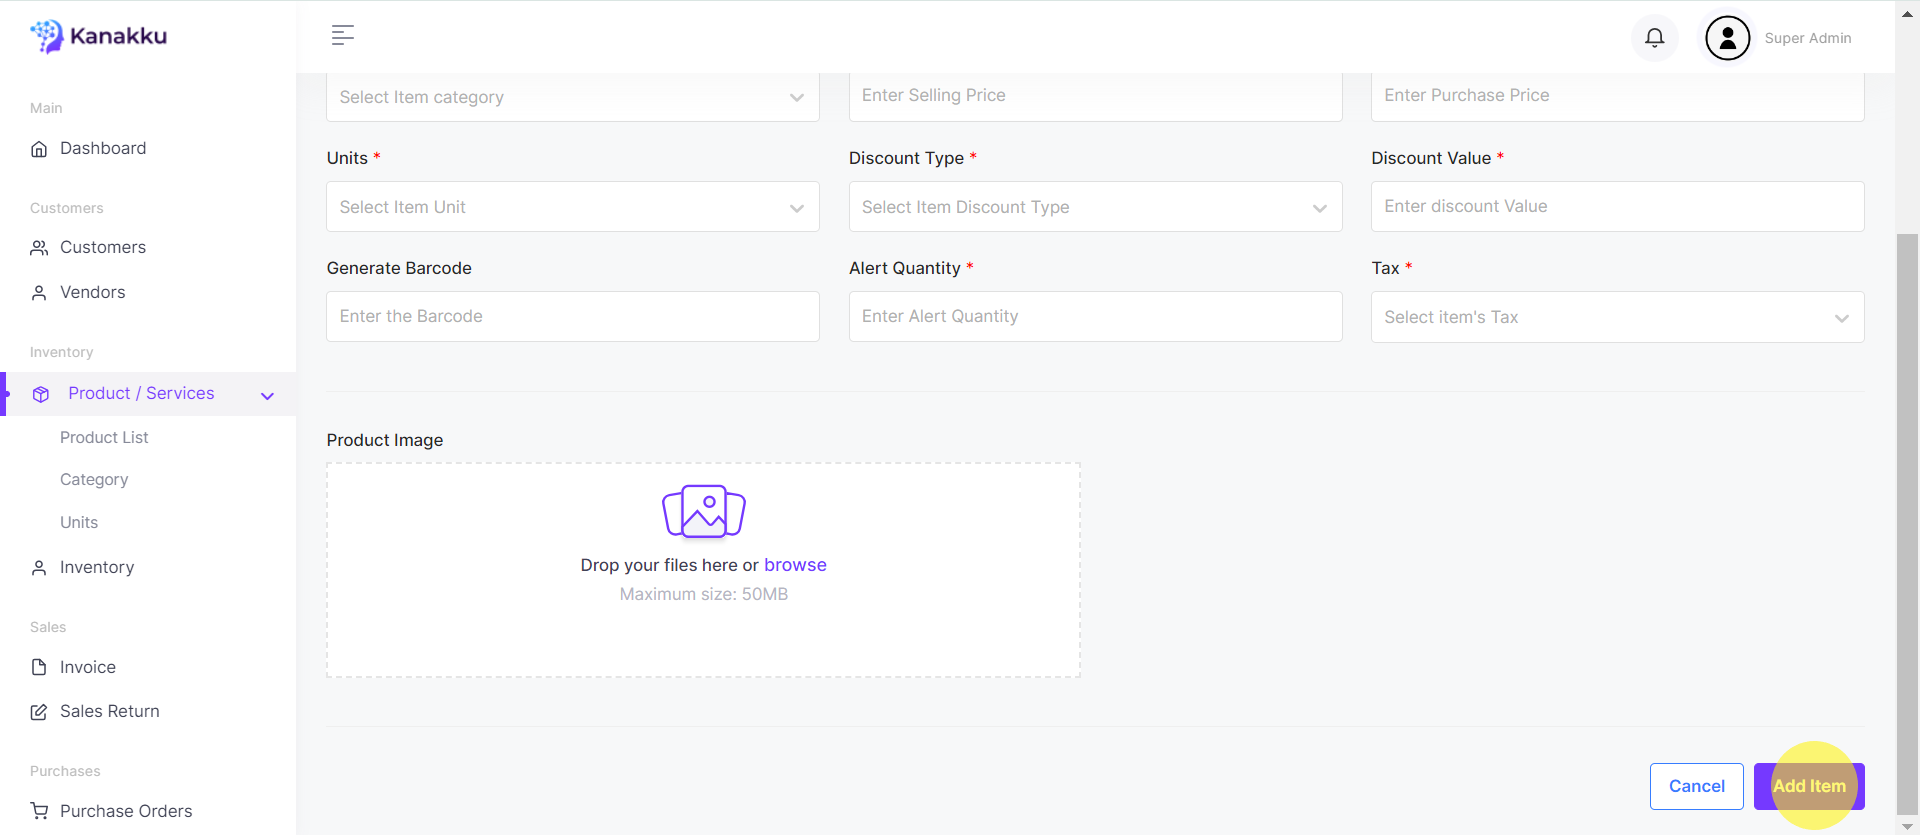 Kanakku
Super Admin
Main
Dashboard
Customers
Customers
Vendors
Inventory
Product / Services
Product List
Category
Units
Inventory
Sales
Invoice
Sales Return
Purchases
Purchase Orders
Select Item category
Enter Selling Price
Enter Purchase Price
Units *
Discount Type *
Discount Value *
Select Item Unit
Select Item Discount Type
Enter discount Value
Generate Barcode
Alert Quantity *
Tax *
Enter the Barcode
Enter Alert Quantity
Select item's Tax
Product Image
Drop your files here or browse
Maximum size: 50MB
Cancel
Add Item